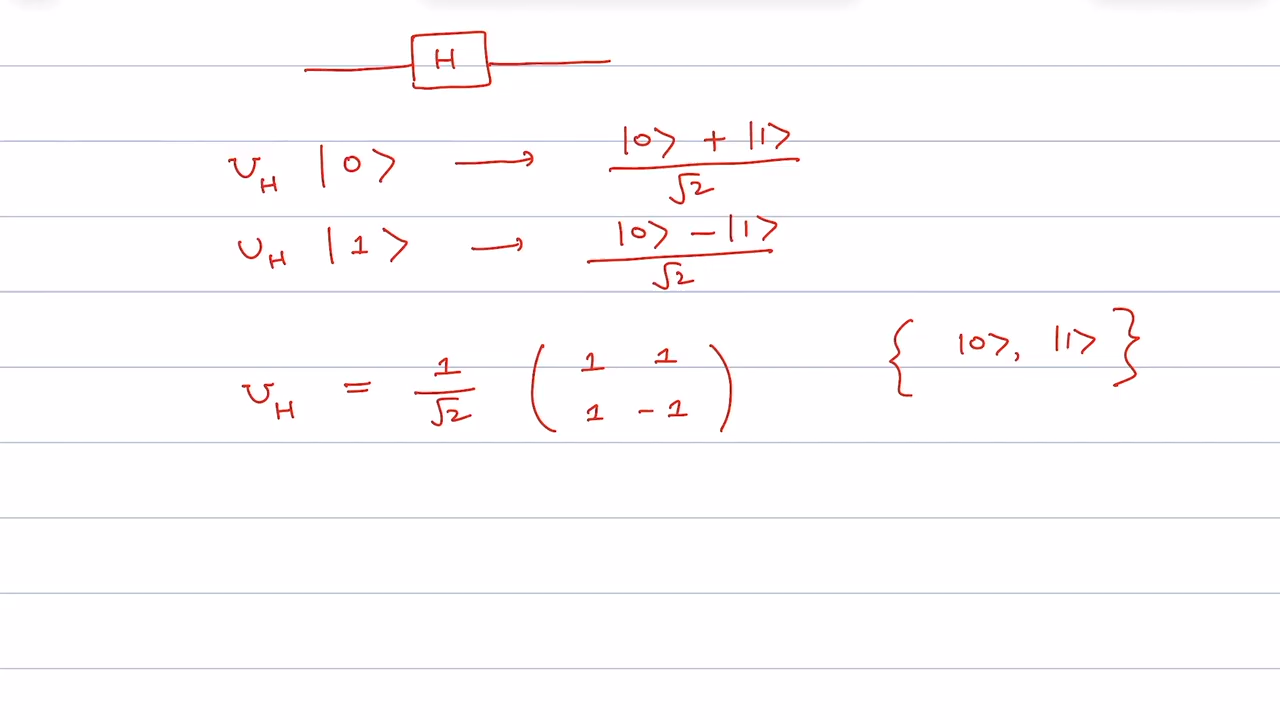 H
U_H |0⟩ ⟶ (|0⟩ + |1⟩)/√2
U_H |1⟩ ⟶ (|0⟩ − |1⟩)/√2
U_H = 1/√2 ( 1 1 ; 1 -1 ) { |0⟩, |1⟩ }